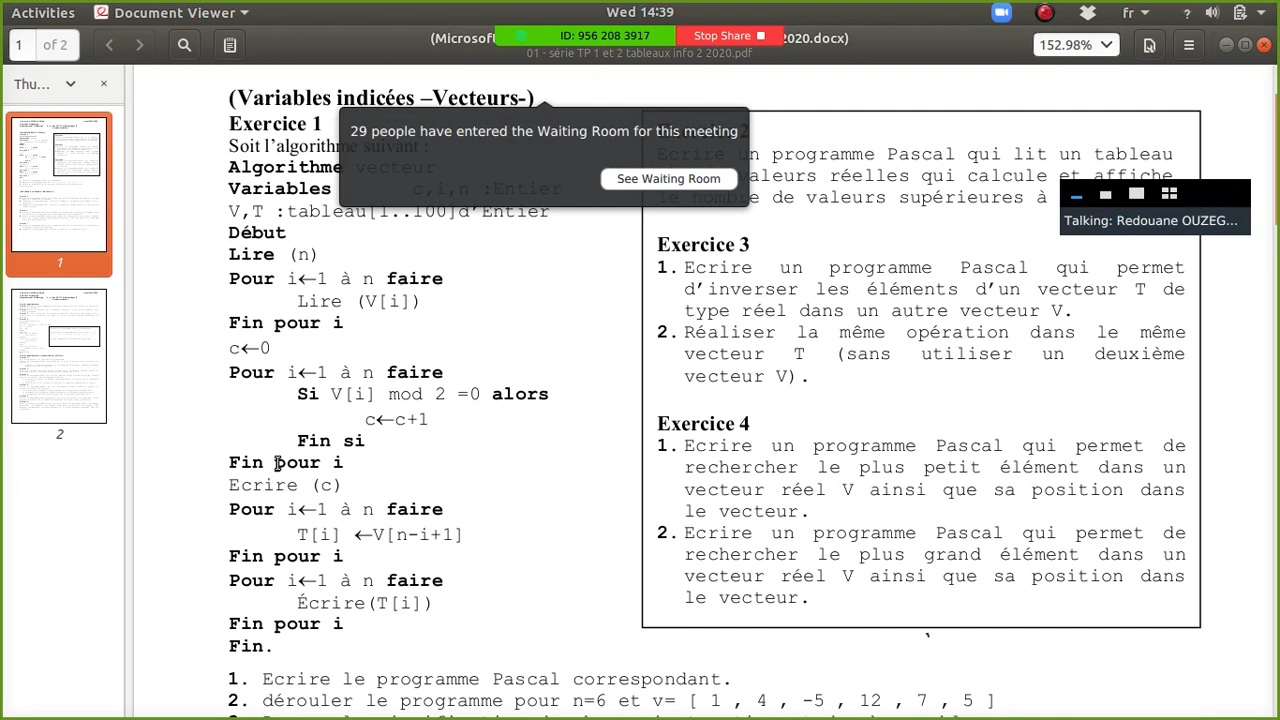 Activities
Document Viewer
Wed 14:39
fr
?
1
of 2
(Microsof
2020.docx)
ID: 956 208 3917
Stop Share
01 - série TP 1 et 2 tableaux info 2 2020.pdf
152.98%
Thu...
1
2
29 people have entered the Waiting Room for this meeting
See Waiting Room
Talking: Redouane OUZEG...
(Variables indicées –Vecteurs-)
Exercice 1
Soit l'algorithme suivant :
Algorithme vecteur
Variables c,i,n :Entier
V,T :tableau[1..100]d'Entier
Début
Lire (n)
Pour i←1 à n faire
Lire (V[i])
Fin pour i
c←0
Pour i←1 à n faire
Si V[i] mod 2 =0 alors
c←c+1
Fin si
Fin pour i
Ecrire (c)
Pour i←1 à n faire
T[i] ←V[n-i+1]
Fin pour i
Pour i←1 à n faire
Écrire(T[i])
Fin pour i
Fin.
1. Ecrire le programme Pascal correspondant.
2. dérouler le programme pour n=6 et v= [ 1 , 4 , -5 , 12 , 7 , 5 ]
Ecrire un programme Pascal qui lit un tableau
valeurs réelles qui calcule et affiche
le nombre de valeurs supérieures à
Exercice 3
1. Ecrire un programme Pascal qui permet
d'inverser les éléments d'un vecteur T de
type réel dans un autre vecteur V.
2. Réaliser la même opération dans le même
vecteur T (sans utiliser un deuxième
vecteur V).
Exercice 4
1. Ecrire un programme Pascal qui permet de
rechercher le plus petit élément dans un
vecteur réel V ainsi que sa position dans
le vecteur.
2. Ecrire un programme Pascal qui permet de
rechercher le plus grand élément dans un
vecteur réel V ainsi que sa position dans
le vecteur.